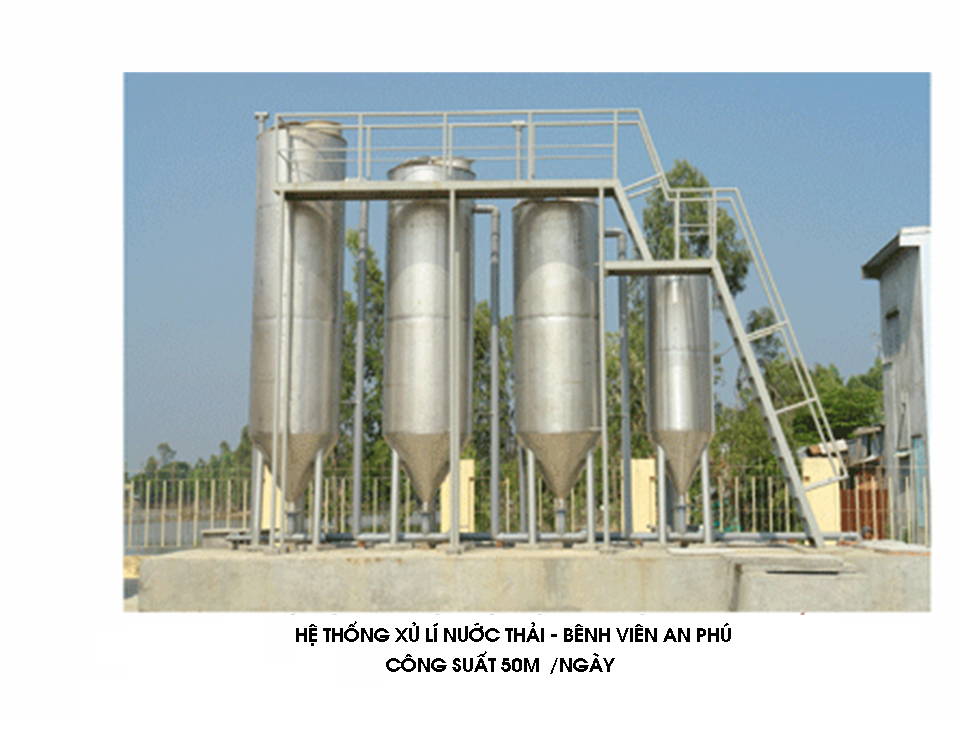 HỆ THỐNG XỬ LÍ NƯỚC THẢI - BÊNH VIÊN AN PHÚ
CÔNG SUẤT 50M /NGÀY